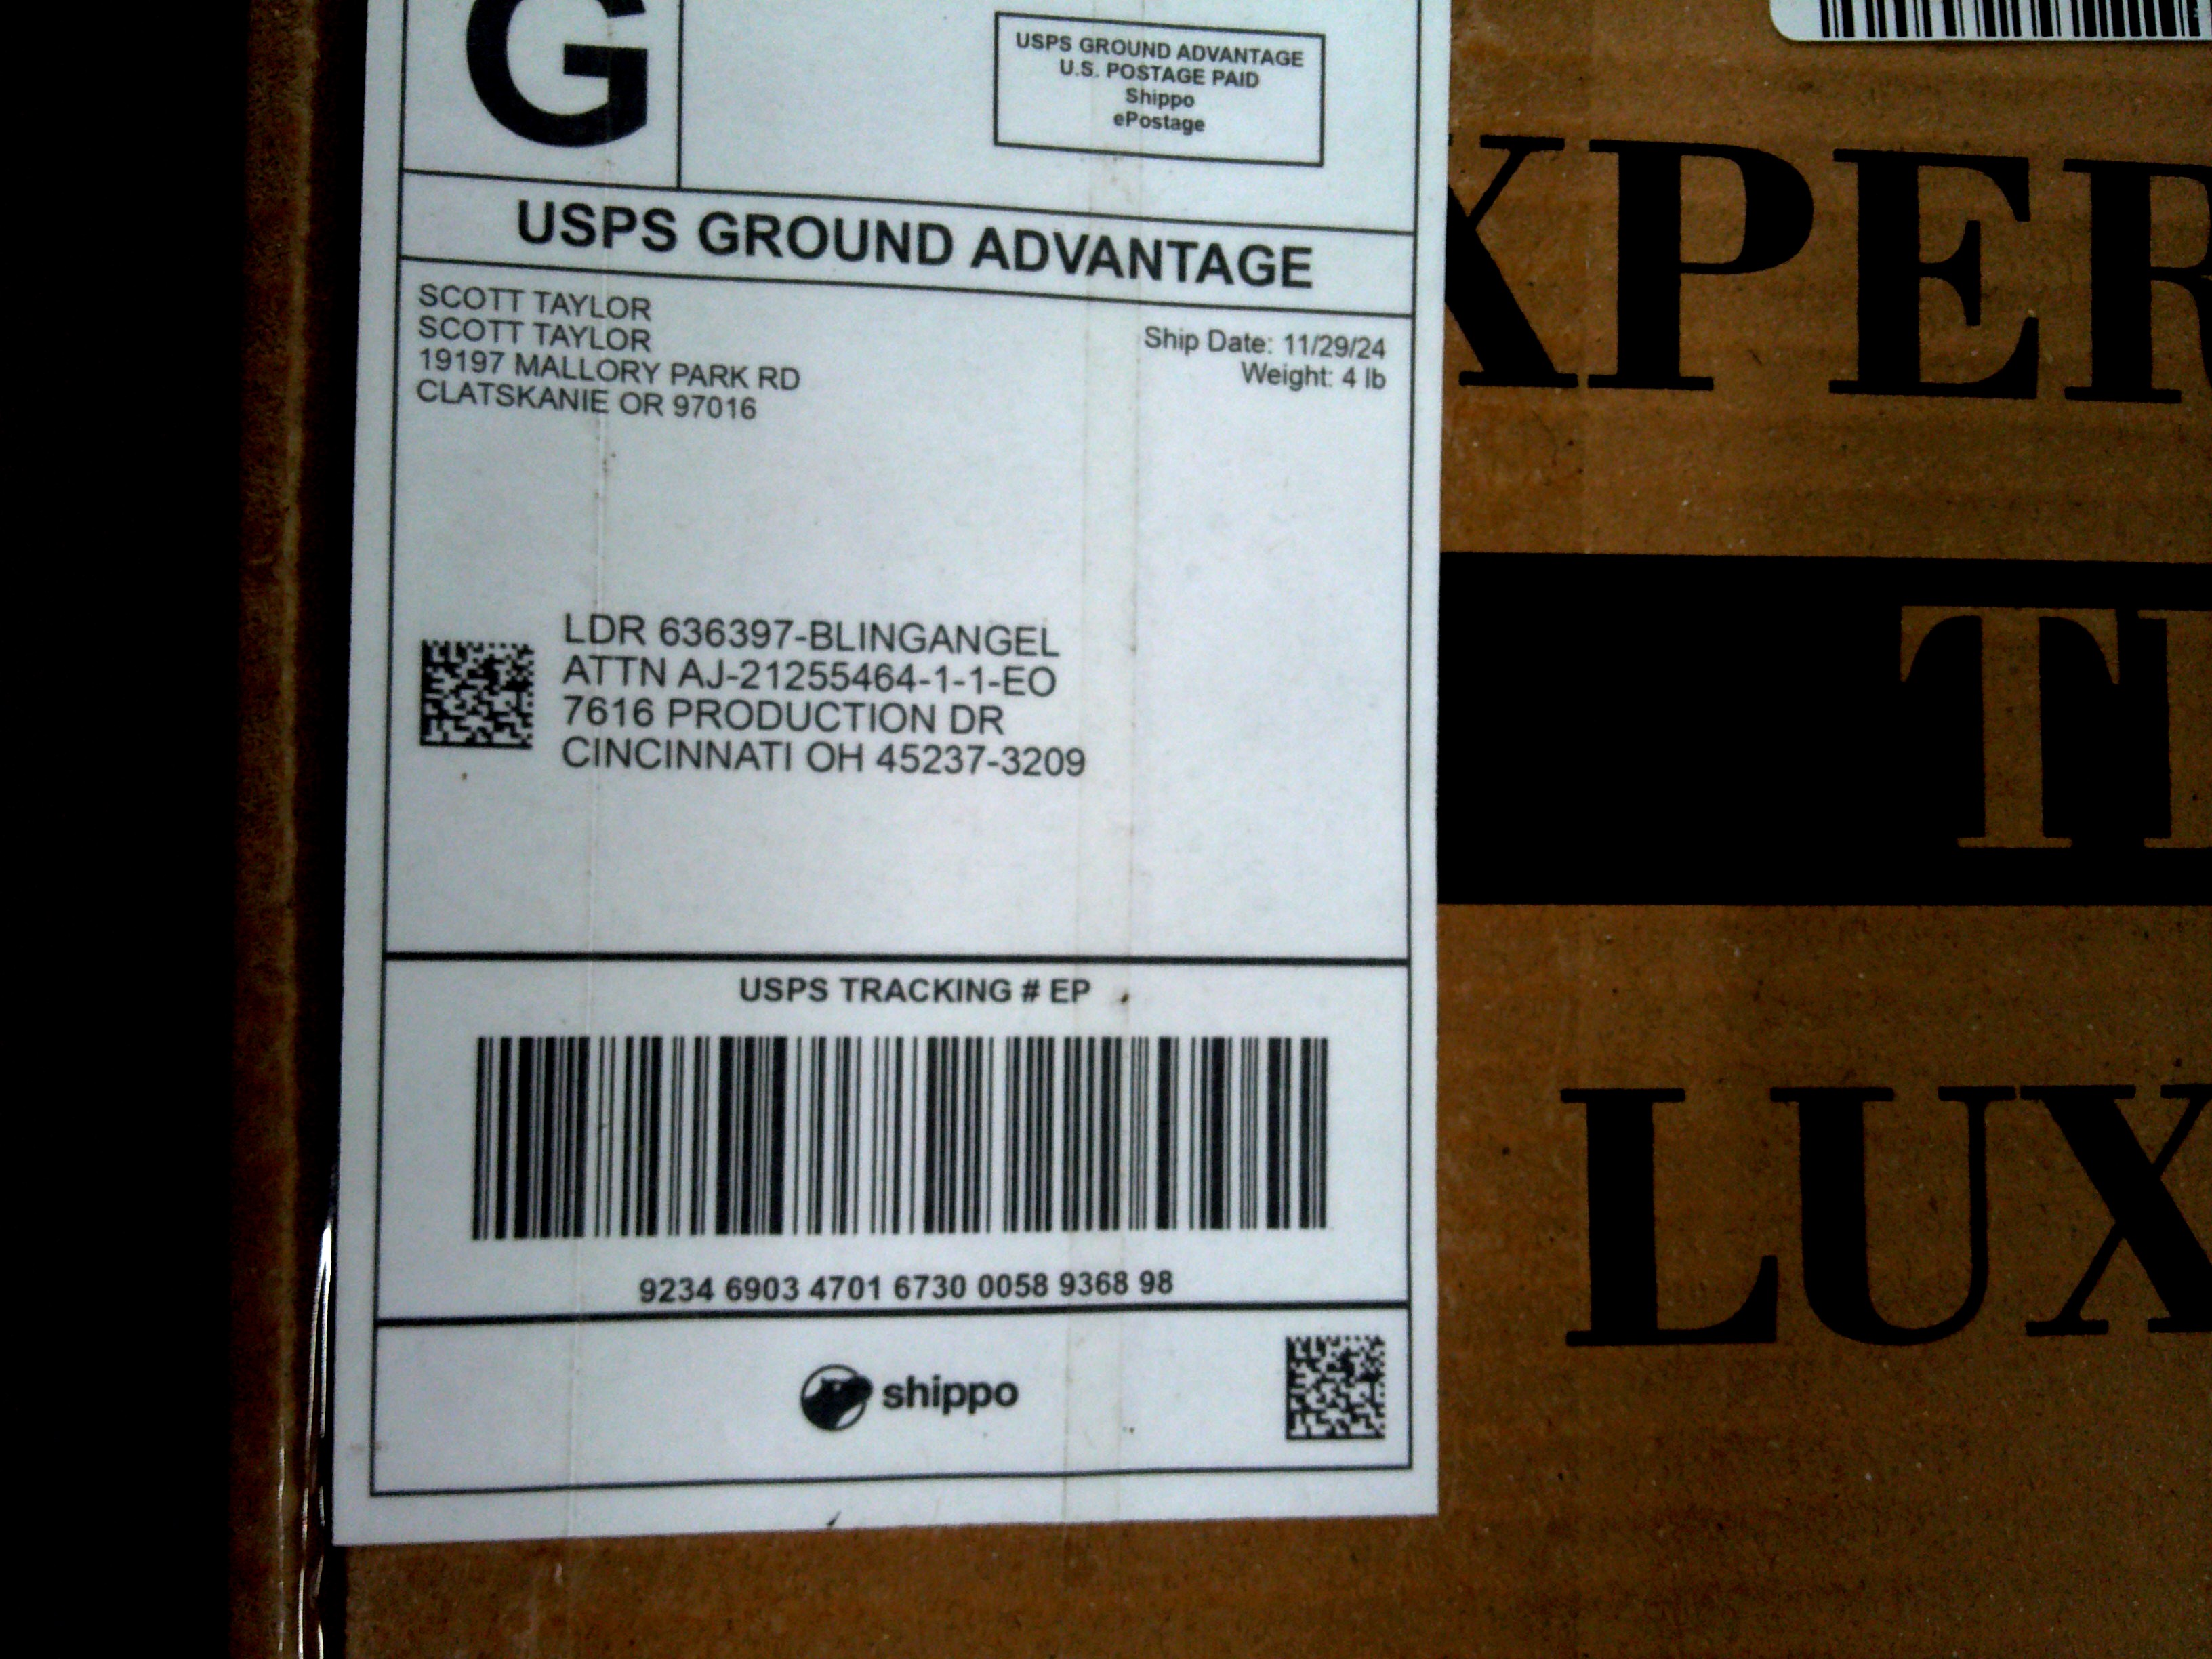 G
USPS GROUND ADVANTAGE
U.S. POSTAGE PAID
Shippo
ePostage
USPS GROUND ADVANTAGE
SCOTT TAYLOR
SCOTT TAYLOR
19197 MALLORY PARK RD
CLATSKANIE OR 97016
Ship Date: 11/29/24
Weight: 4 lb
LDR 636397-BLINGANGEL
ATTN AJ-21255464-1-1-EO
7616 PRODUCTION DR
CINCINNATI OH 45237-3209
USPS TRACKING # EP
9234 6903 4701 6730 0058 9368 98
shippo
XPER
T
LUX